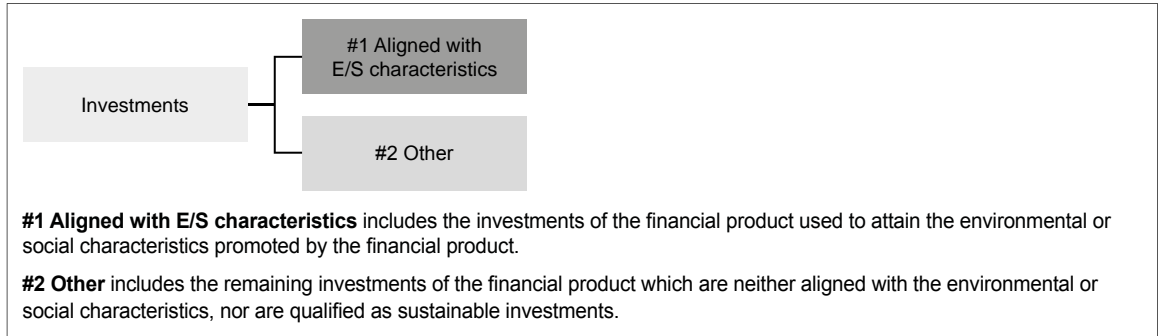 #1 Aligned with
E/S characteristics
Investments
#2 Other
#1 Aligned with E/S characteristics includes the investments of the financial product used to attain the environmental or
social characteristics promoted by the financial product.
#2 Other includes the remaining investments of the financial product which are neither aligned with the environmental or
social characteristics, nor are qualified as sustainable investments.